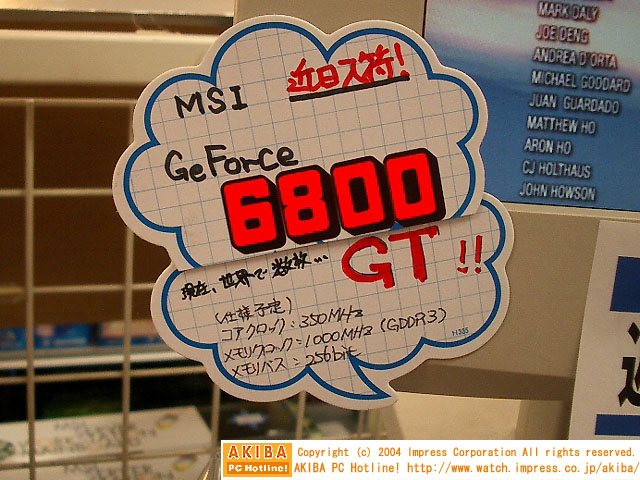 MARK DALY
JOE DENG
ANDREA D'ORTA
MICHAEL GODDARD
JUAN GUARDADO
MATTHEW HO
ARON HO
CJ HOLTHAUS
JOHN HOWSON
近日入荷!
MSI
GeForce
6800
GT!!
現在、世界で数枚...
(仕様予定)
コアクロック:350MHz
メモリクロック:1000MHz(GDDR3)
メモリバス:256bit
AKIBA
PC Hotline!
Copyright (c) 2004 Impress Corporation All rights reserved.
AKIBA PC Hotline! http://www.watch.impress.co.jp/akiba/